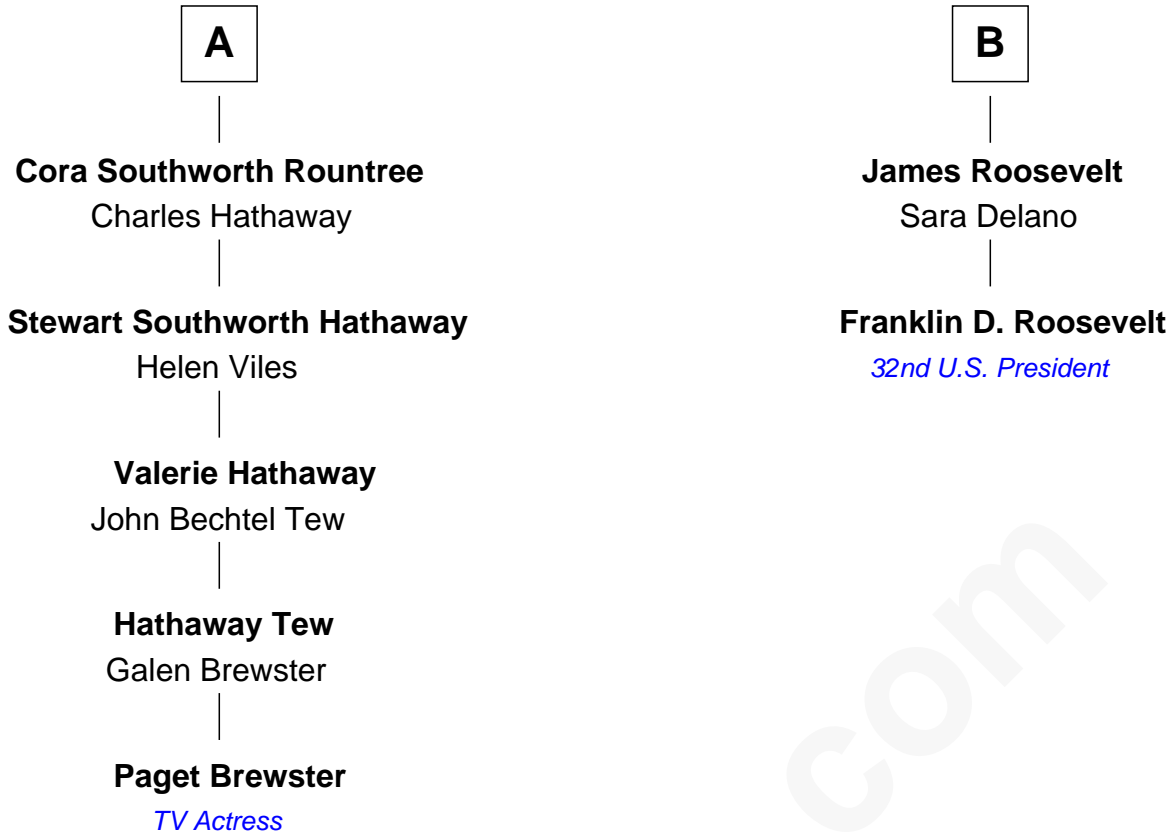 A
Cora Southworth Rountree
Charles Hathaway
Stewart Southworth Hathaway
Helen Viles
Valerie Hathaway
John Bechtel Tew
Hathaway Tew
Galen Brewster
Paget Brewster
TV Actress
B
James Roosevelt
Sara Delano
Franklin D. Roosevelt
32nd U.S. President
com